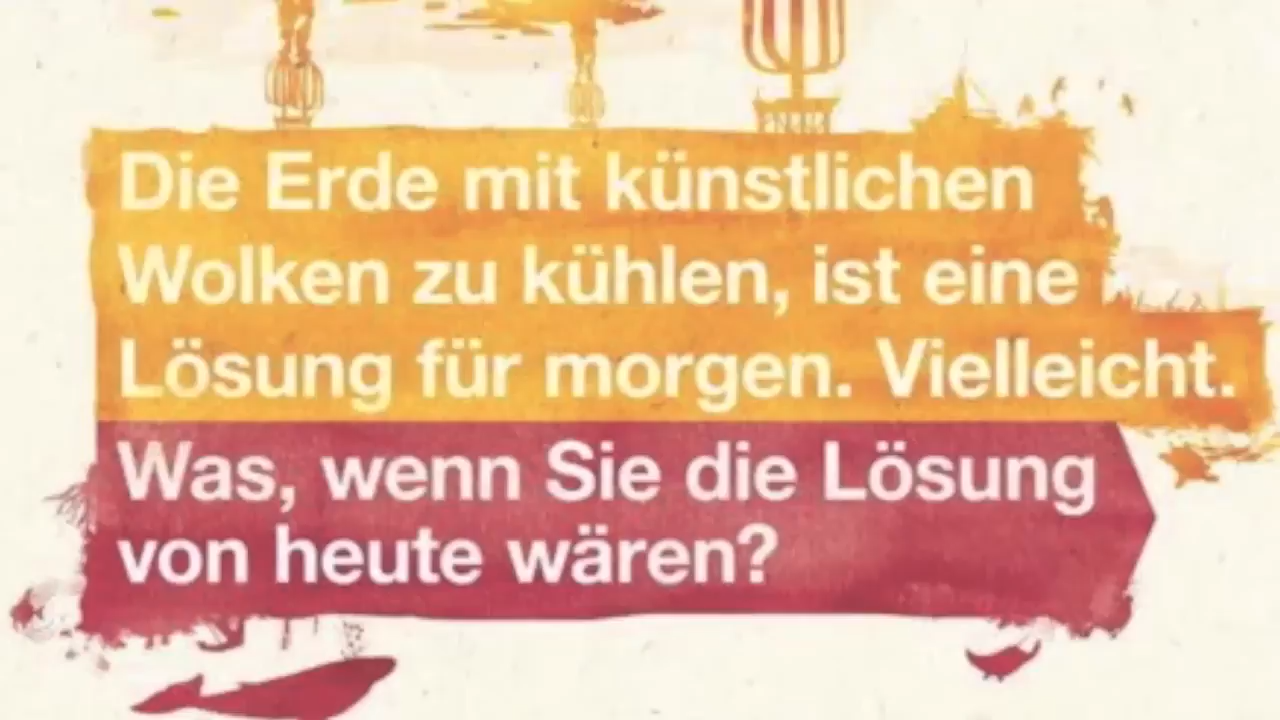 Die Erde mit künstlichen
Wolken zu kühlen, ist eine
Lösung für morgen. Vielleicht.
Was, wenn Sie die Lösung
von heute wären?